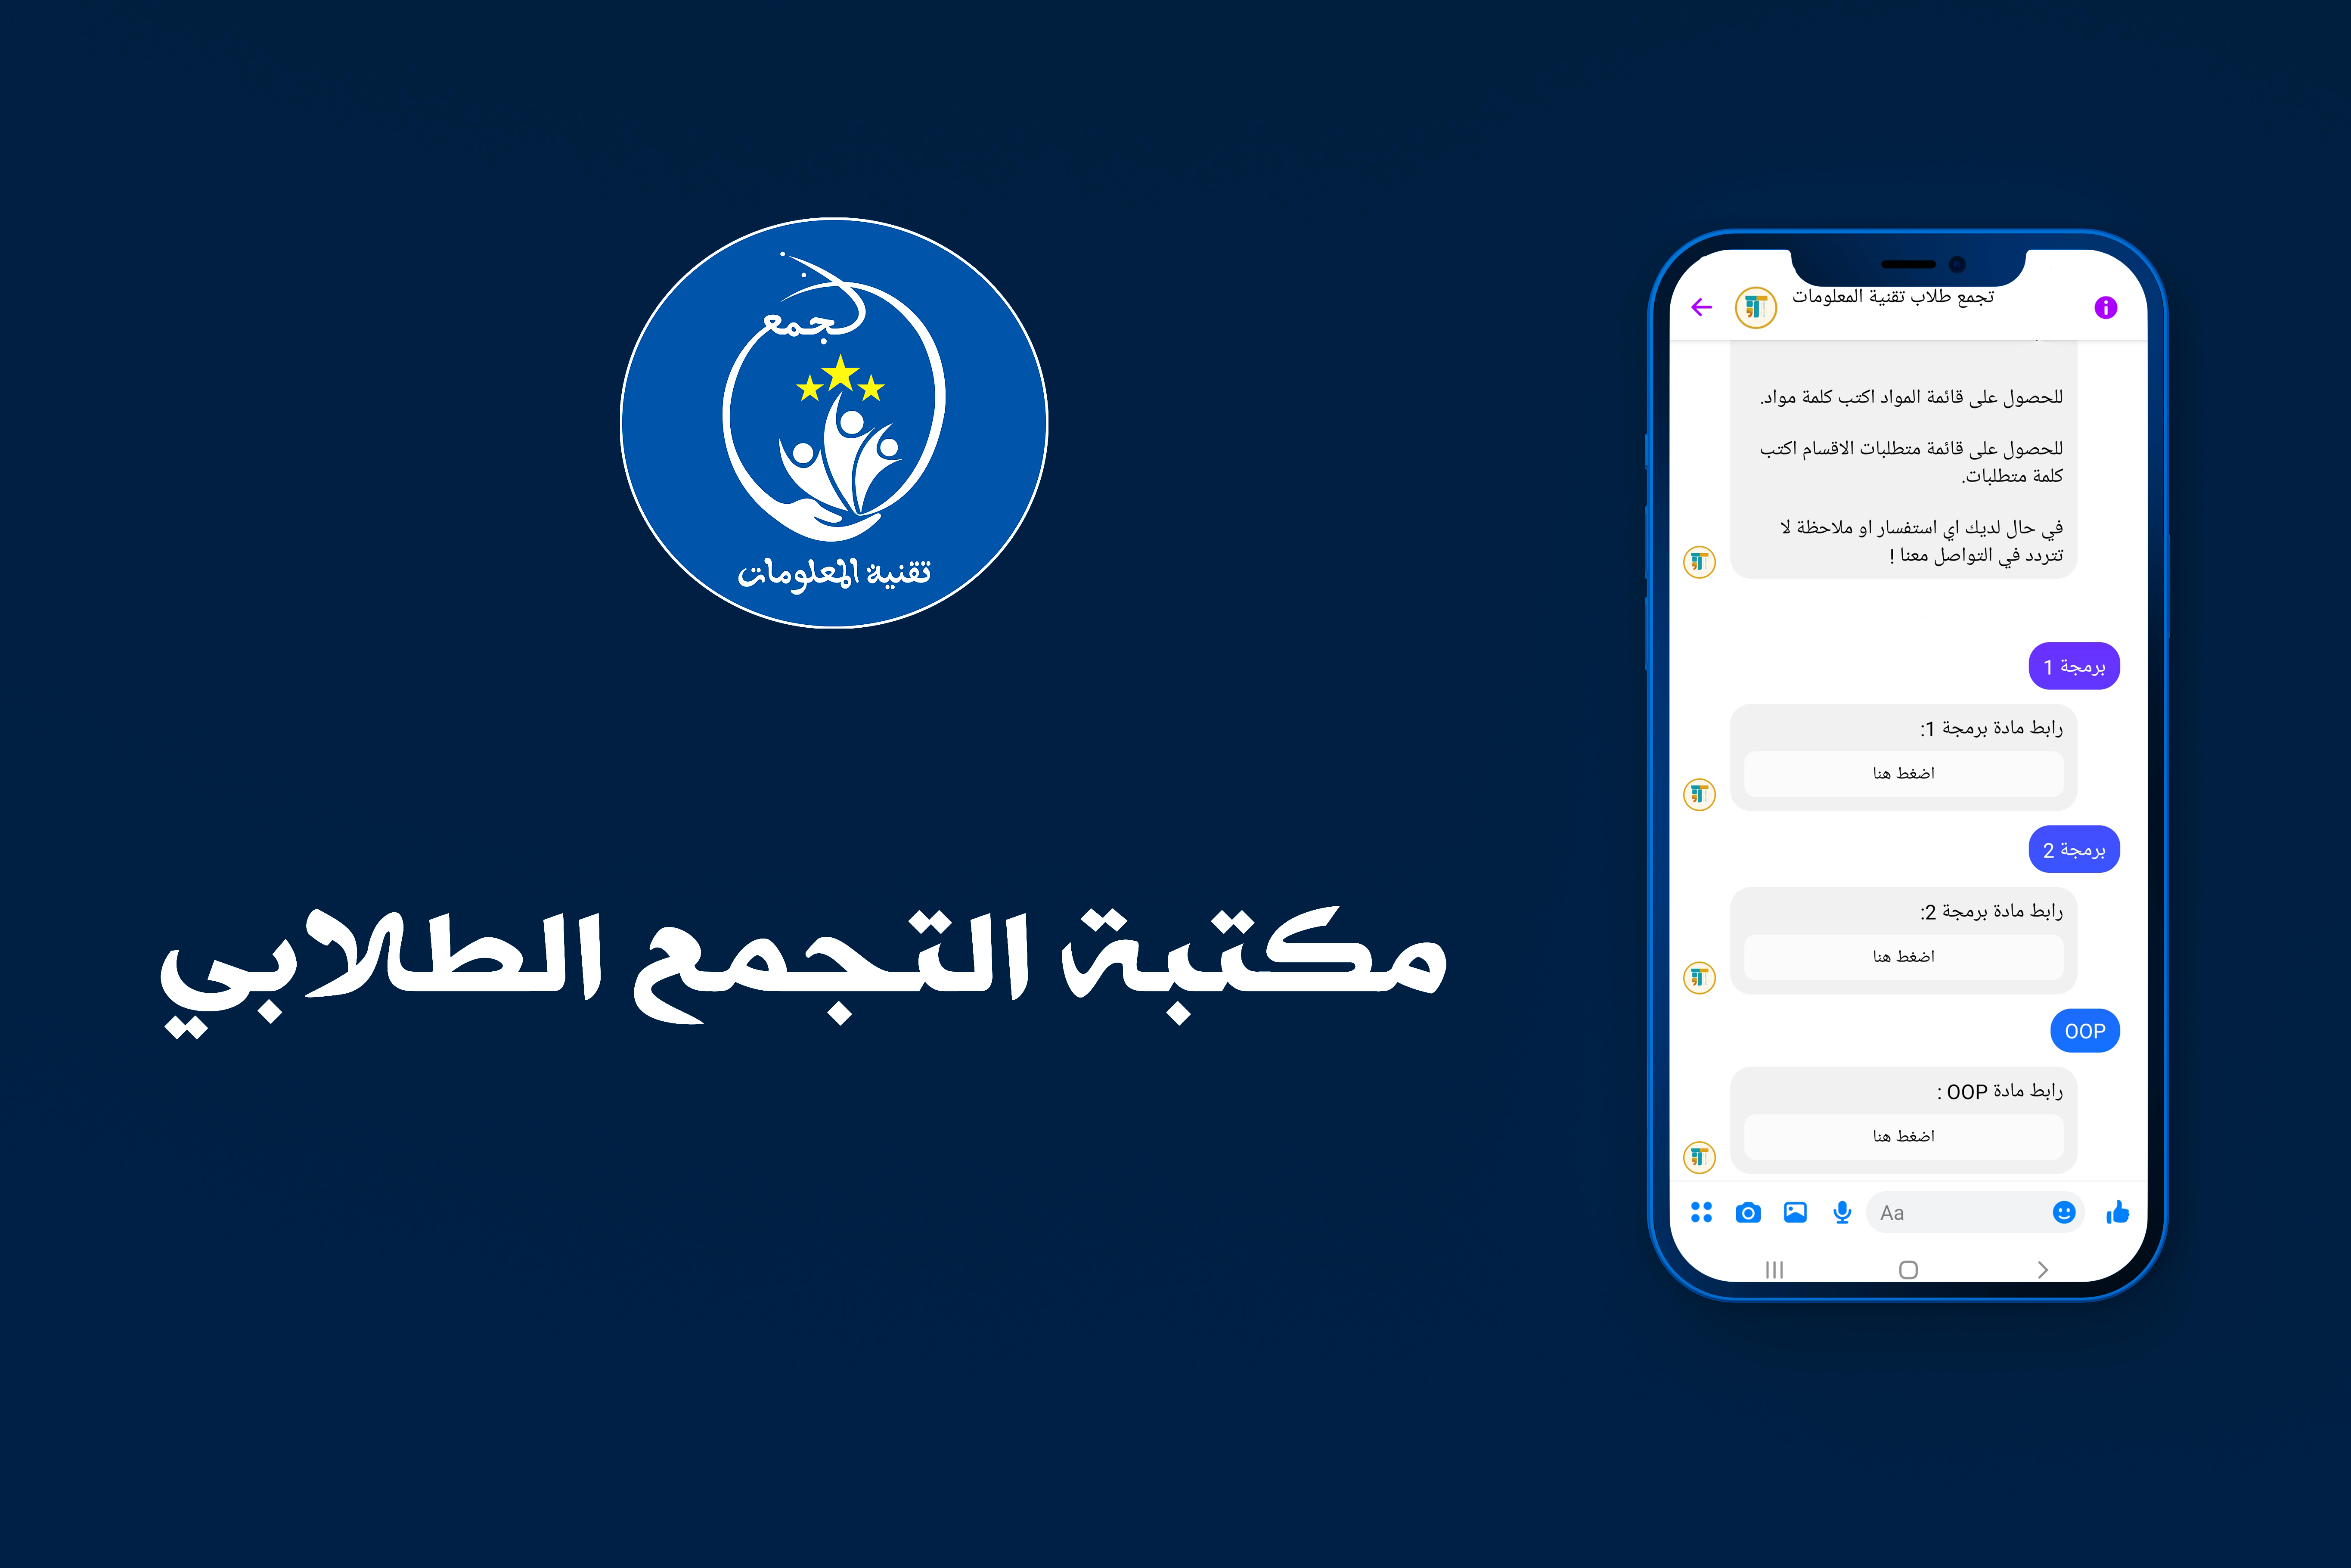 تجمع
تقنية المعلومات
مكتبة التجمع الطلابي
تجمع طلاب تقنية المعلومات
للحصول على قائمة المواد اكتب كلمة مواد.
للحصول على قائمة متطلبات الاقسام اكتب
كلمة متطلبات.
في حال لديك اي استفسار او ملاحظة لا
تتردد في التواصل معنا !
برمجة 1
رابط مادة برمجة 1:
اضغط هنا
برمجة 2
رابط مادة برمجة 2:
اضغط هنا
OOP
رابط مادة OOP :
اضغط هنا
Aa